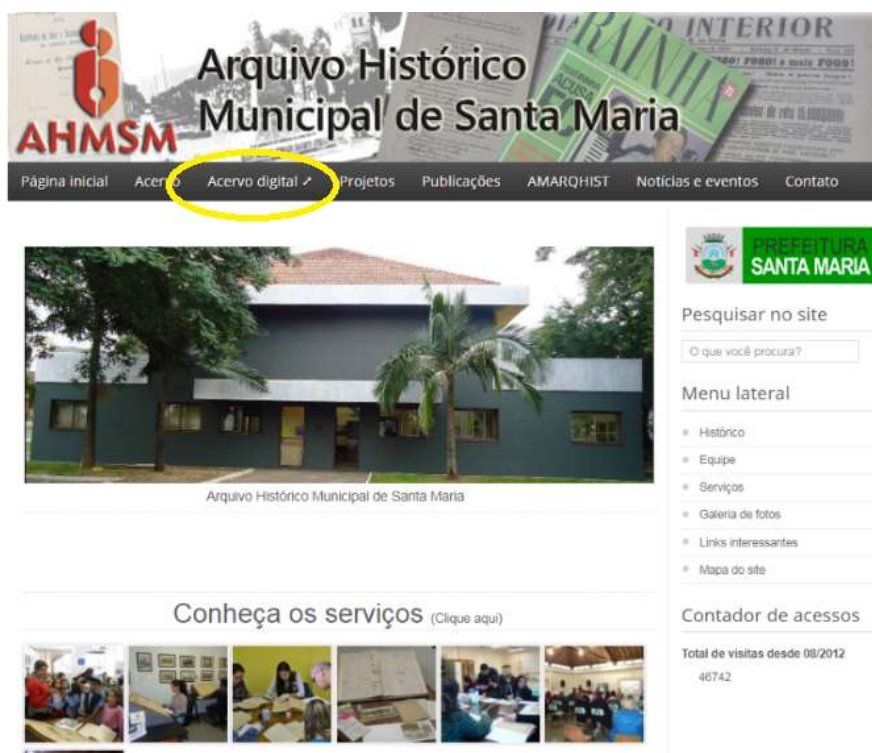 AHMSM
Arquivo Histórico
Municipal de Santa Maria
INTERIOR
RAINHA
ACUSA
Página inicial Acervo Acervo digital Projetos Publicações AMARQHIST Notícias e eventos Contato
PREFEITURA
SANTA MARIA
Arquivo Histórico Municipal de Santa Maria
Conheça os serviços (Clique aqui)
Pesquisar no site
O que você procura?
Menu lateral
Histórico
Equipe
Serviços
Galeria de fotos
Links interessantes
Mapa do site
Contador de acessos
Total de visitas desde 08/2012
46742